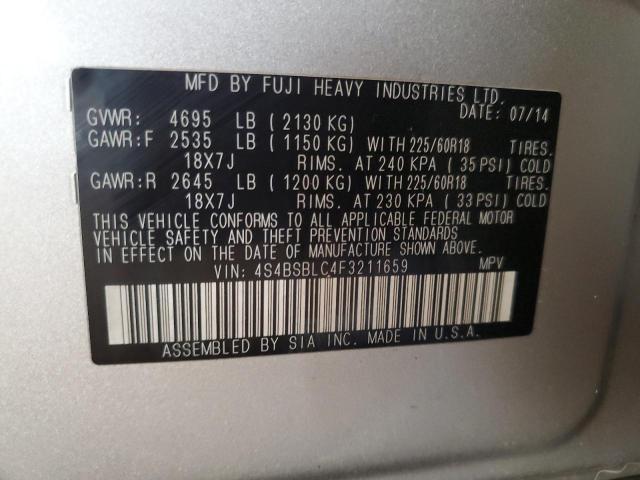 MFD BY FUJI HEAVY INDUSTRIES LTD.
DATE: 07/14
GVWR: 4695 LB ( 2130 KG)
GAWR:F 2535 LB ( 1150 KG) WITH 225/60R18 TIRES.
18X7J RIMS. AT 240 KPA ( 35 PSI) COLD
GAWR:R 2645 LB ( 1200 KG) WITH 225/60R18 TIRES.
18X7J RIMS. AT 230 KPA ( 33 PSI) COLD
THIS VEHICLE CONFORMS TO ALL APPLICABLE FEDERAL MOTOR
VEHICLE SAFETY AND THEFT PREVENTION STANDARDS
IN EFFECT ON THE DATE OF MANUFACTURE SHOWN ABOVE.
VIN: 4S4BSBLC4F3211659 MPV
ASSEMBLED BY SIA INC. MADE IN U.S.A.